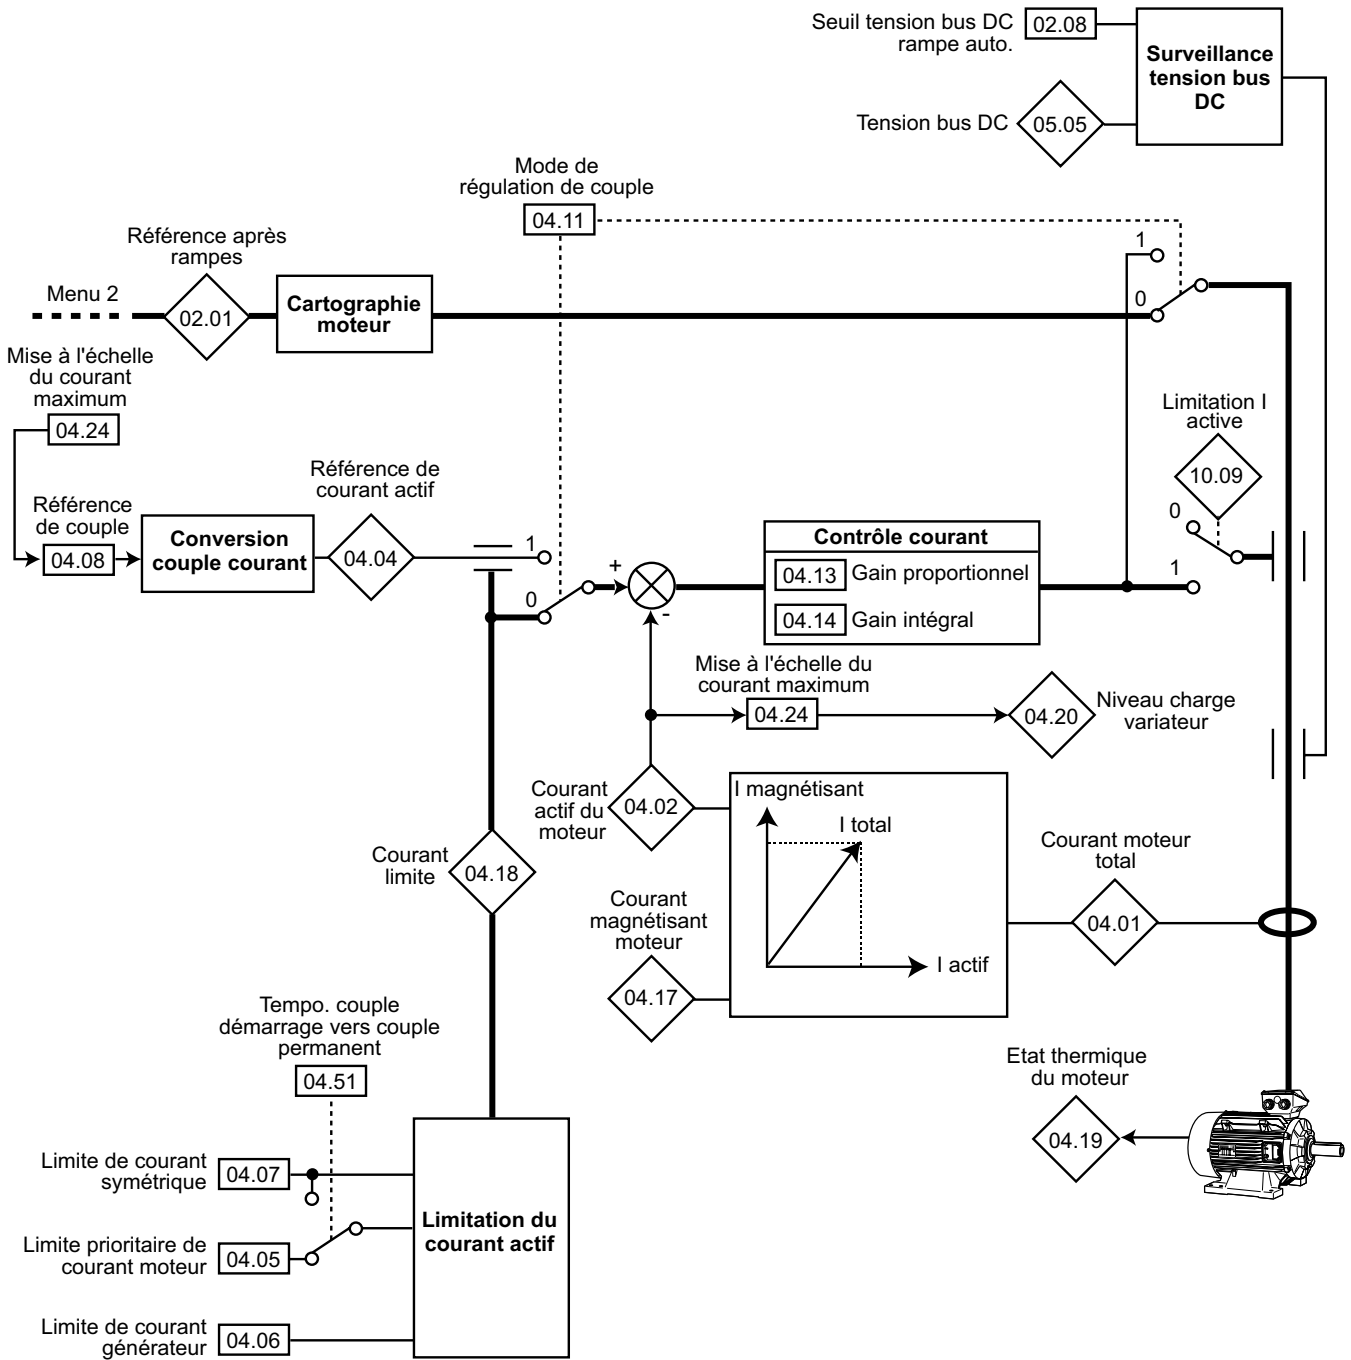 Seuil tension bus DC
rampe auto.
02.08
Surveillance
tension bus
DC
Tension bus DC
05.05
Mode de
régulation de couple
04.11
Référence après
rampes
Menu 2
02.01
Cartographie
moteur
1
0
Mise à l'échelle
du courant
maximum
04.24
Limitation I
active
10.09
0
1
Référence
de couple
04.08
Conversion
couple courant
Référence de
courant actif
04.04
1
0
+
-
Contrôle courant
04.13 Gain proportionnel
04.14 Gain intégral
Mise à l'échelle du
courant maximum
04.24
04.20
Niveau charge
variateur
Courant
actif du
moteur
04.02
I magnétisant
I total
I actif
Courant moteur
total
04.01
Courant
limite
04.18
Courant
magnétisant
moteur
04.17
Tempo. couple
démarrage vers couple
permanent
04.51
Etat thermique
du moteur
04.19
Limite de courant
symétrique
04.07
Limite prioritaire de
courant moteur
04.05
Limitation du
courant actif
Limite de courant
générateur
04.06